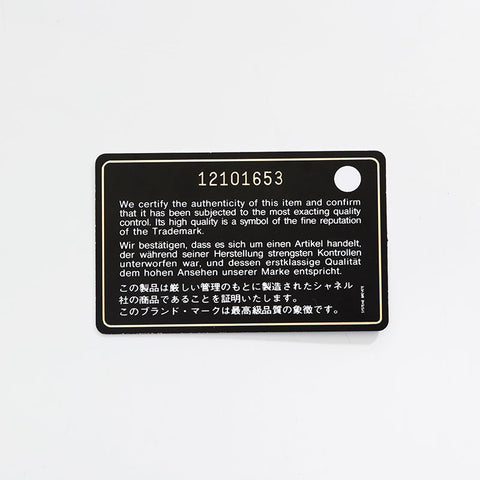 12101653
We certify the authenticity of this item and confirm
that it has been subjected to the most exacting quality
control. Its high quality is a symbol of the fine reputation
of the Trademark.
Wir bestätigen, dass es sich um einen Artikel handelt,
der während seiner Herstellung strengsten Kontrollen
unterworfen war, und dessen erstklassige Qualität
dem hohen Ansehen unserer Marke entspricht.
この製品は厳しい管理のもとに製造されたシャネル
社の商品であることを証明いたします。
このブランド・マークは最高級品質の象徴です。